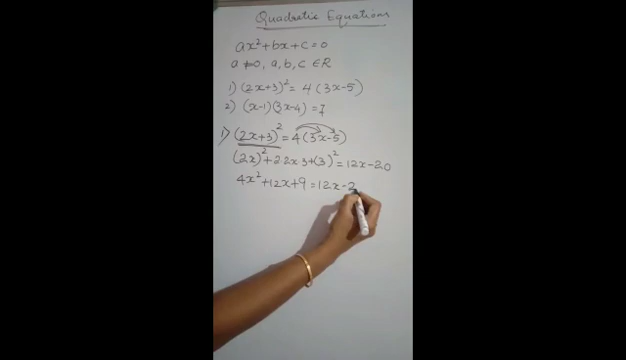 Quadratic Equations
ax²+bx+c=0
a≠0, a,b,c ∈R
1) (2x+3)² = 4(3x-5)
2) (x-1)(3x-4)=7
1) (2x+3)² = 4(3x-5)
(2x)²+2·2x·3+(3)²=12x-20
4x²+12x+9=12x-2